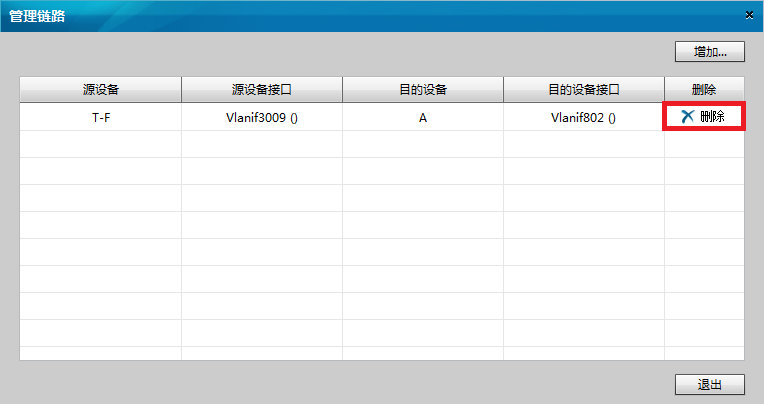 管理链路
增加...
源设备 源设备接口 目的设备 目的设备接口 删除
T-F Vlanif3009 () A Vlanif802 () 删除
退出